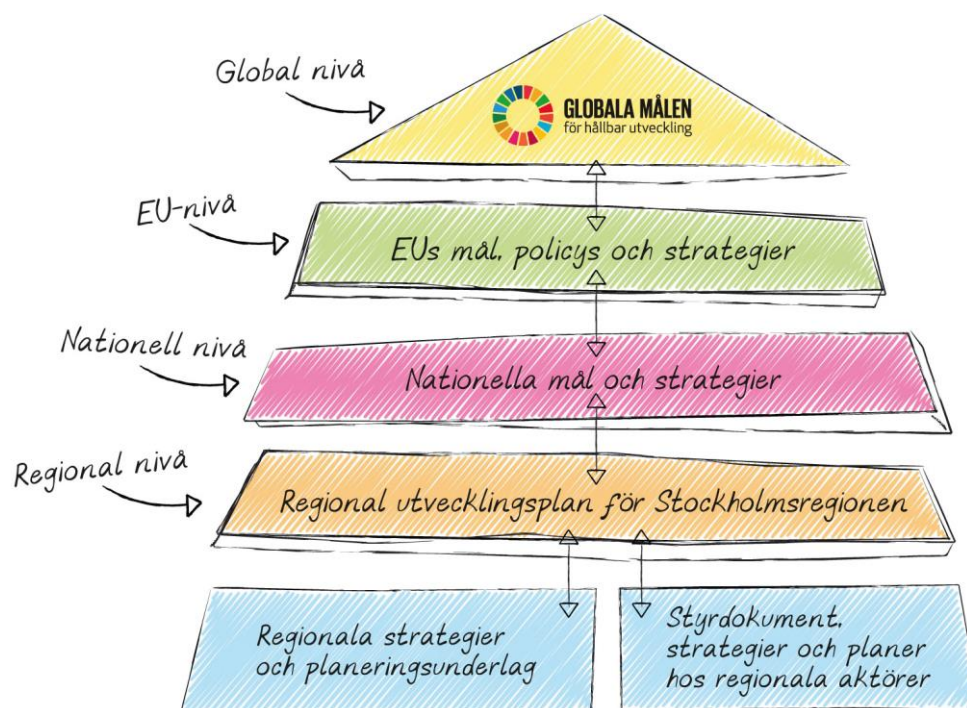 Global nivå
GLOBALA MÅLEN
för hållbar utveckling
EU-nivå
EUs mål, policys och strategier
Nationell nivå
Nationella mål och strategier
Regional nivå
Regional utvecklingsplan för Stockholmsregionen
Regionala strategier
och planeringsunderlag
Styrdokument,
strategier och planer
hos regionala aktörer